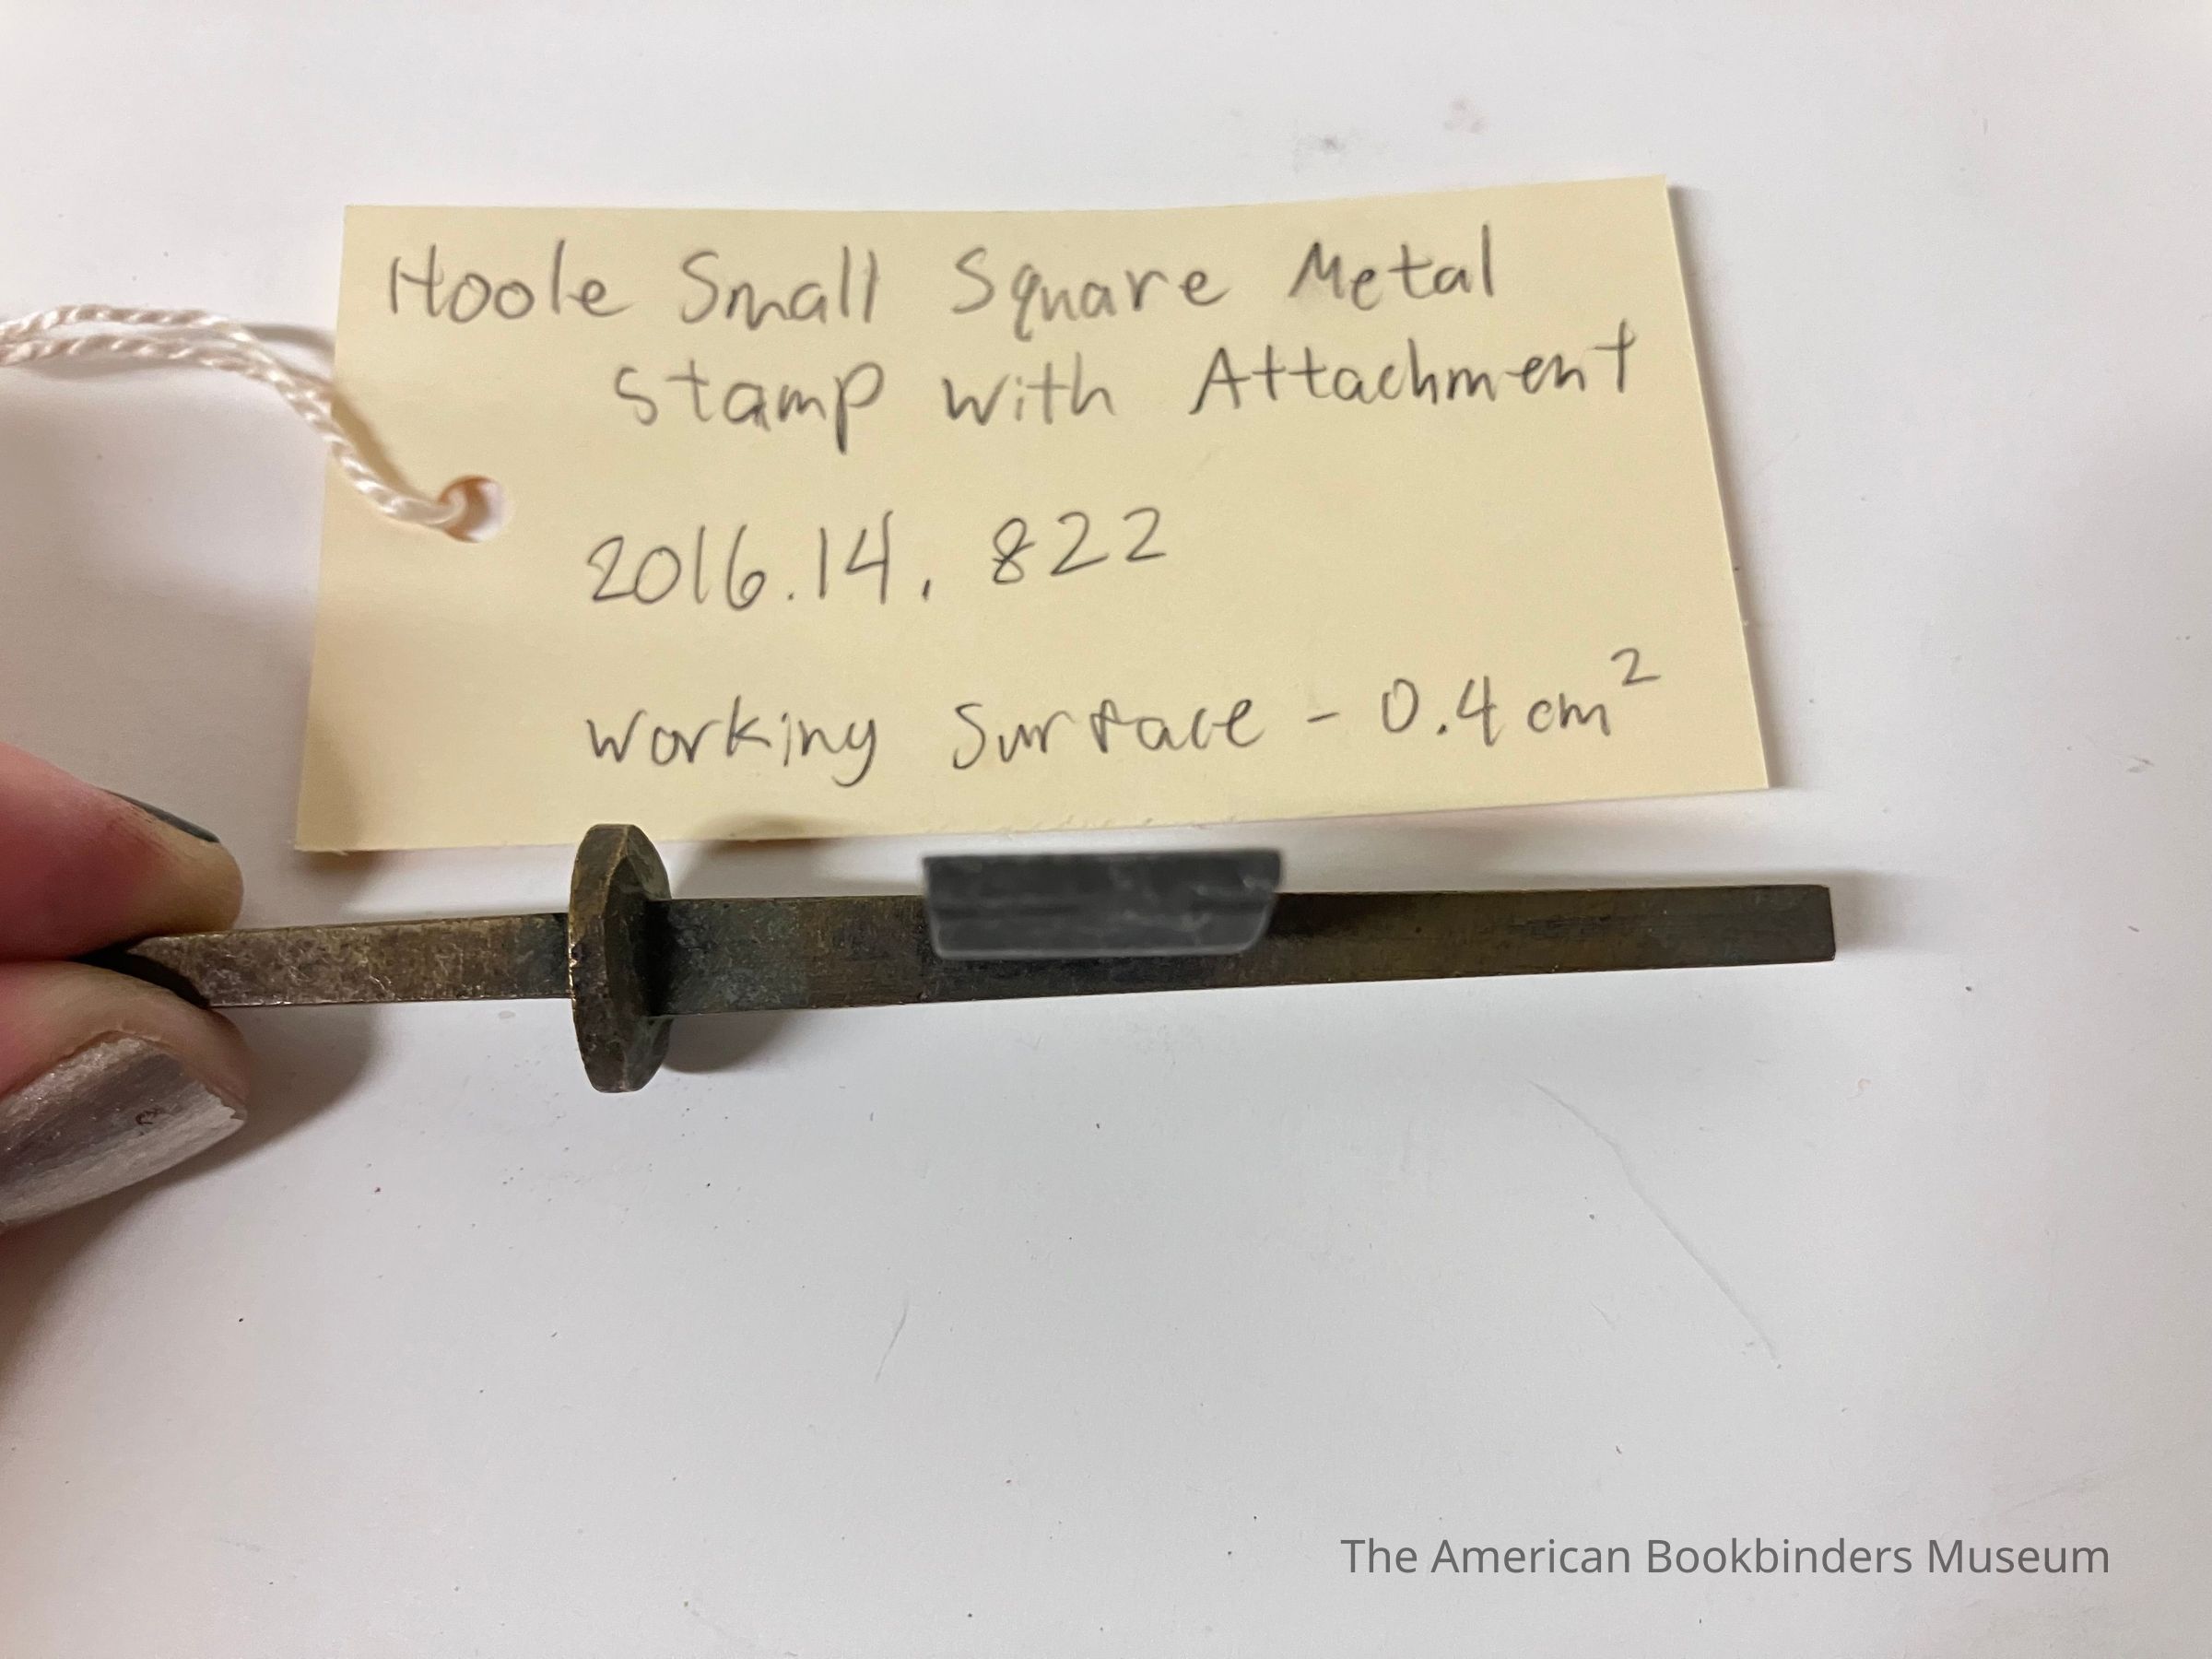 Hoole Small Square Metal
Stamp with Attachment
2016.14.822
Working Surface - 0.4 cm²
The American Bookbinders Museum